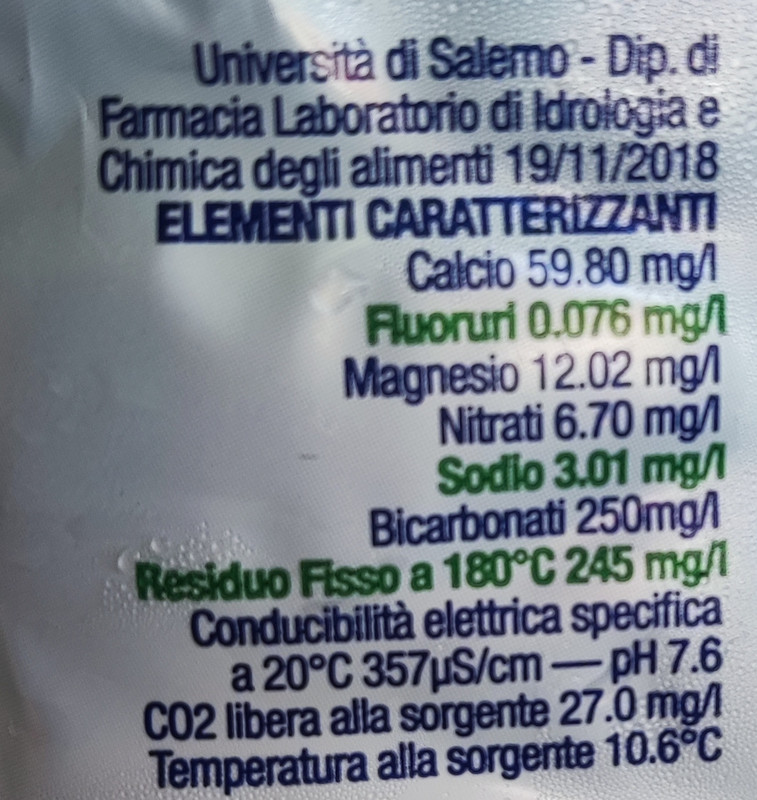 Università di Salerno - Dip. di
Farmacia Laboratorio di Idrologia e
Chimica degli alimenti 19/11/2018
ELEMENTI CARATTERIZZANTI
Calcio 59.80 mg/l
Fluoruri 0.076 mg/l
Magnesio 12.02 mg/l
Nitrati 6.70 mg/l
Sodio 3.01 mg/l
Bicarbonati 250mg/l
Residuo Fisso a 180°C 245 mg/l
Conducibilità elettrica specifica
a 20°C 357µS/cm — pH 7.6
CO2 libera alla sorgente 27.0 mg/l
Temperatura alla sorgente 10.6°C